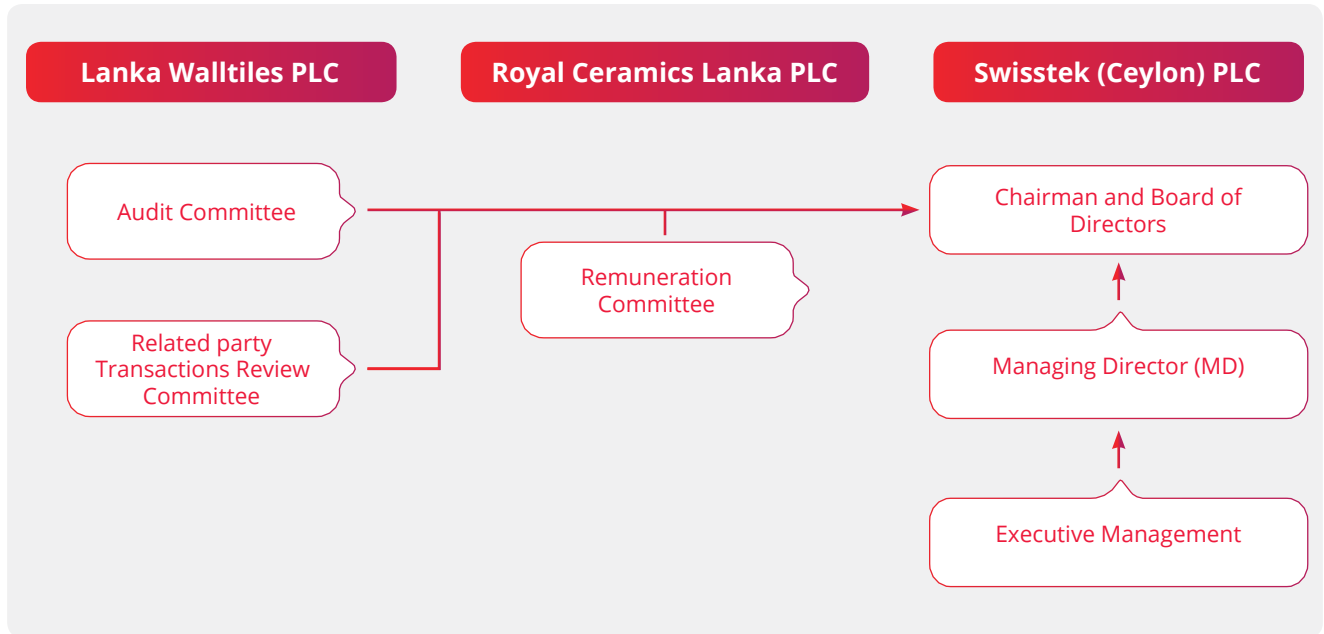 Lanka Walltiles PLC
Royal Ceramics Lanka PLC
Swisstek (Ceylon) PLC
Audit Committee
Related party
Transactions Review
Committee
Remuneration
Committee
Chairman and Board of
Directors
Managing Director (MD)
Executive Management